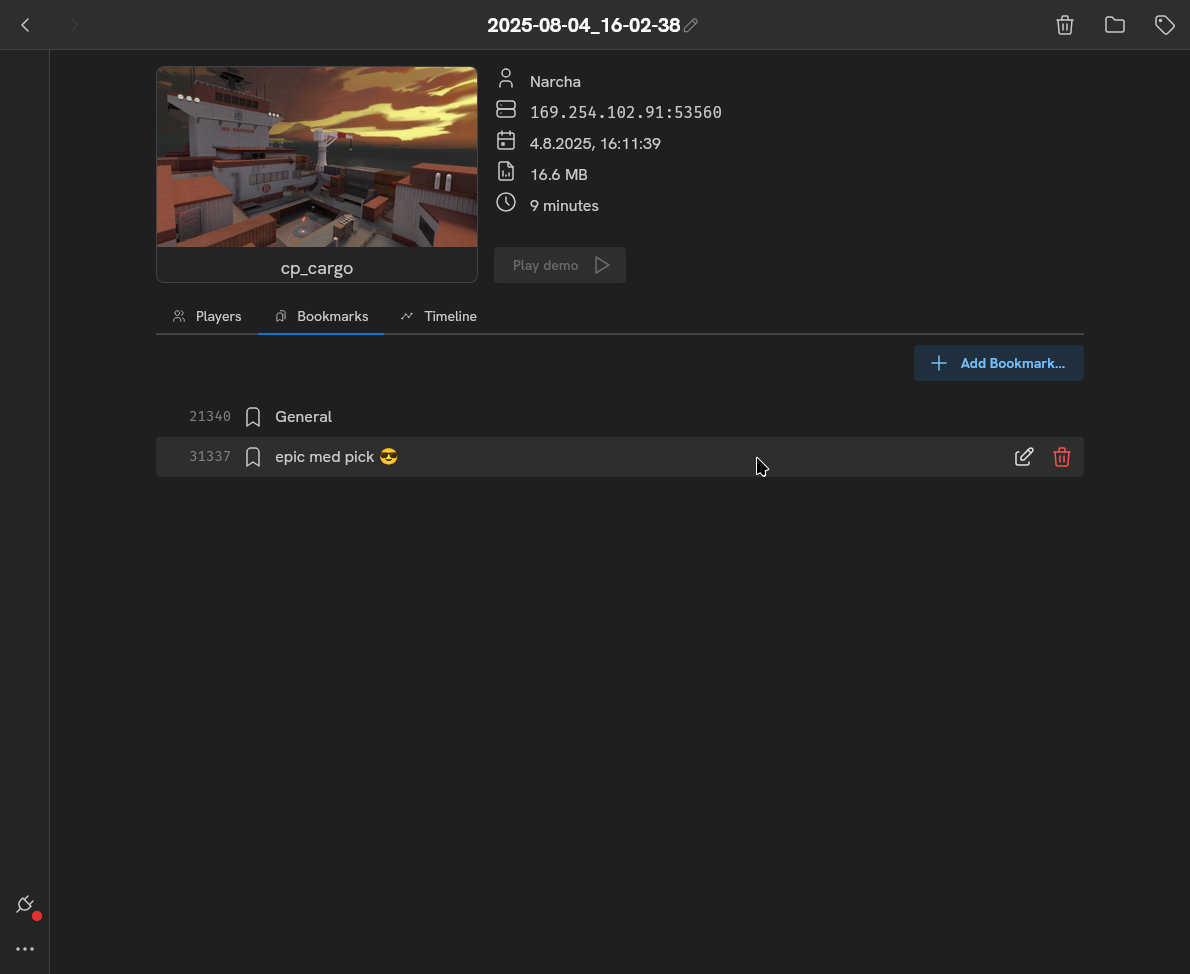 2025-08-04_16-02-38
Narcha
169.254.102.91:53560
4.8.2025, 16:11:39
16.6 MB
9 minutes
cp_cargo
Play demo
Players
Bookmarks
Timeline
Add Bookmark...
21340 General
31337 epic med pick 😎